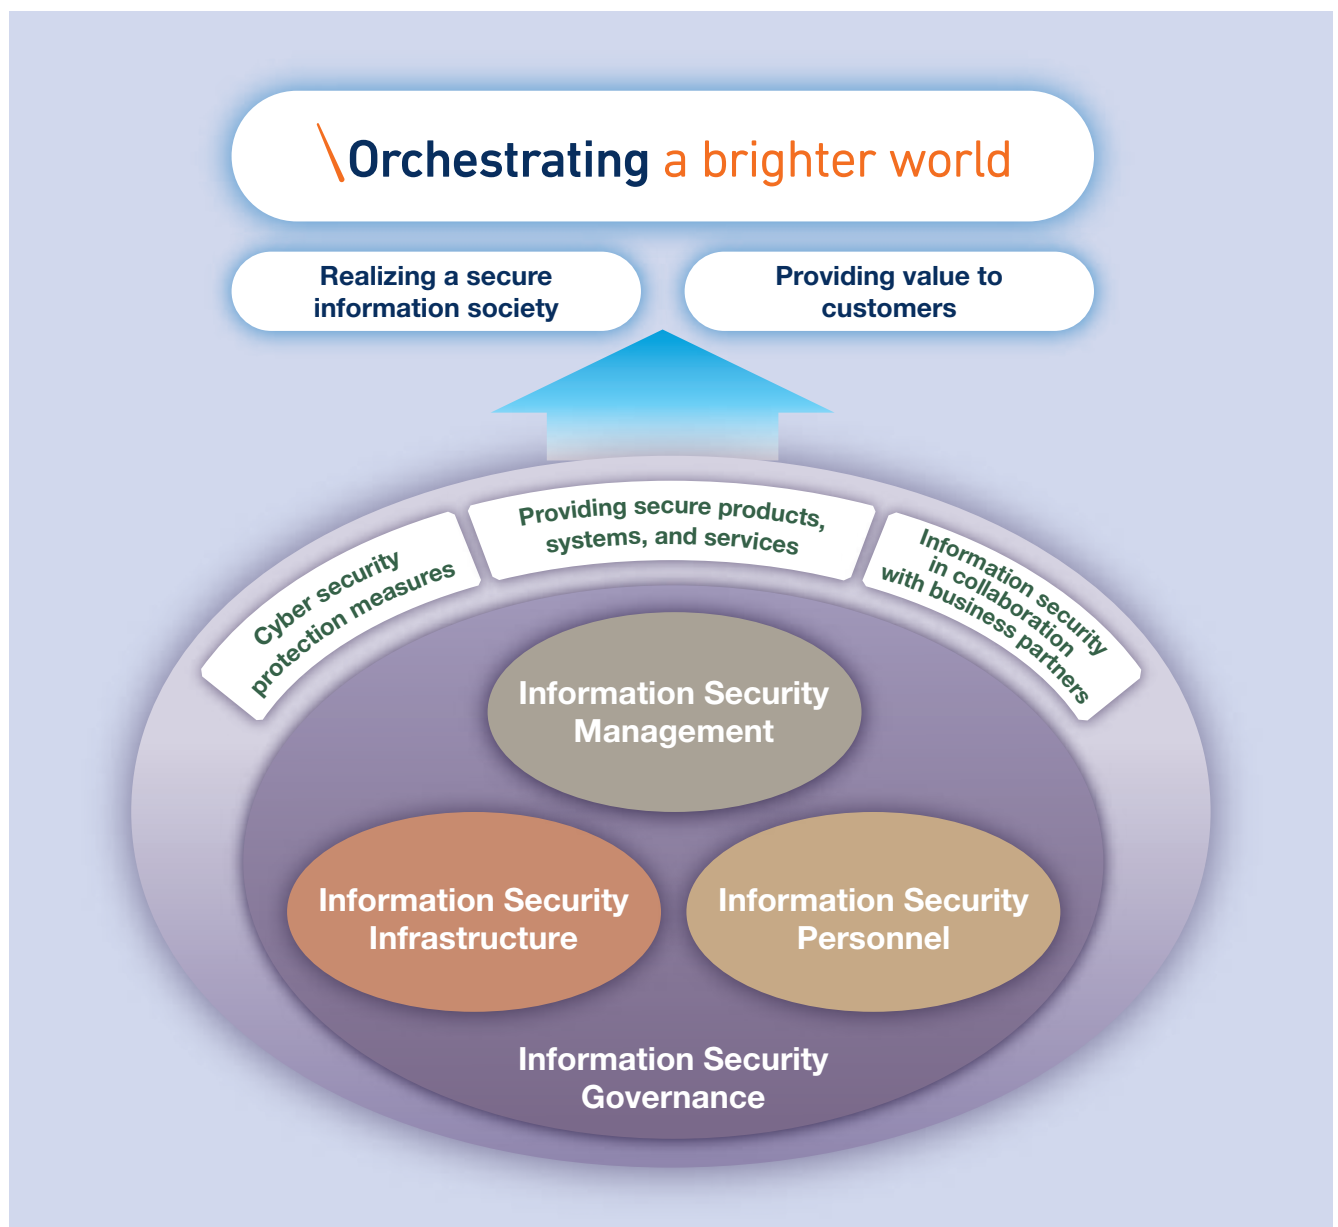 \Orchestrating a brighter world
Realizing a secure
information society
Providing value to
customers
Cyber security
protection measures
Providing secure products,
systems, and services
Information security
in collaboration
with business partners
Information Security
Management
Information Security
Infrastructure
Information Security
Personnel
Information Security
Governance